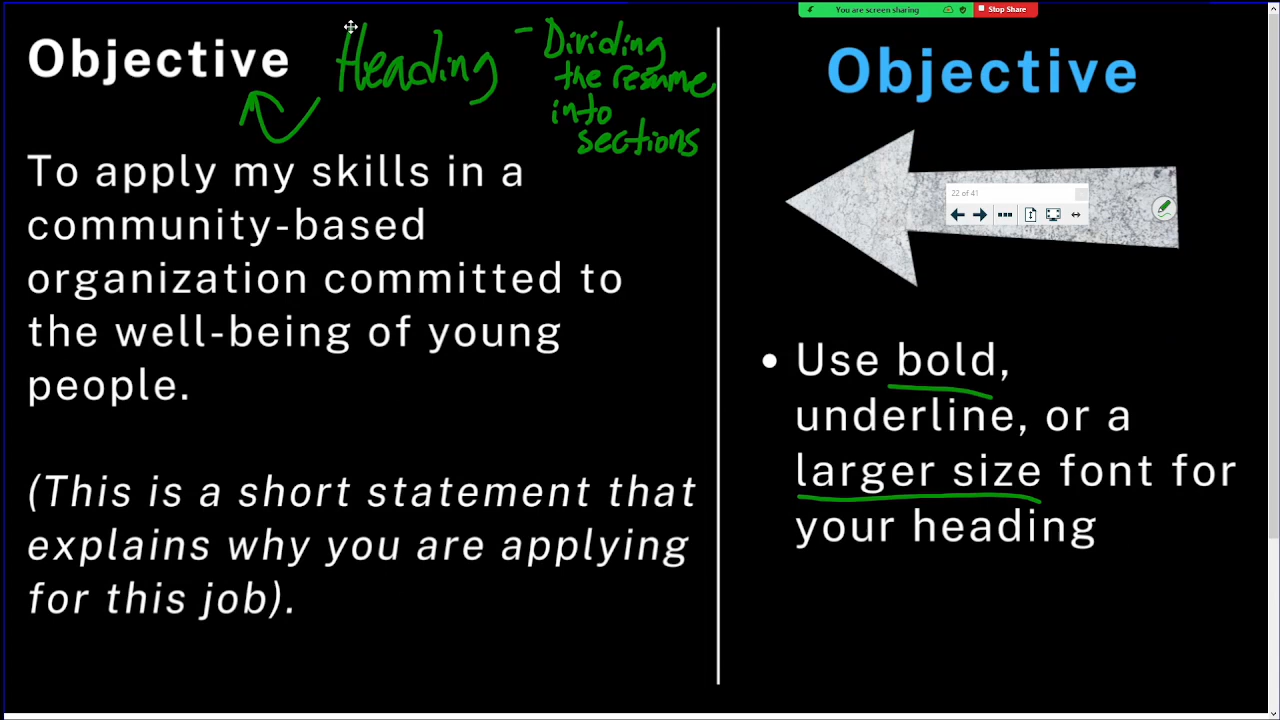 You are screen sharing
Stop Share
Objective
Heading
- Dividing
the resume
into
sections
To apply my skills in a
community-based
organization committed to
the well-being of young
people.
(This is a short statement that
explains why you are applying
for this job).
Objective
22 of 41
• Use bold,
underline, or a
larger size font for
your heading